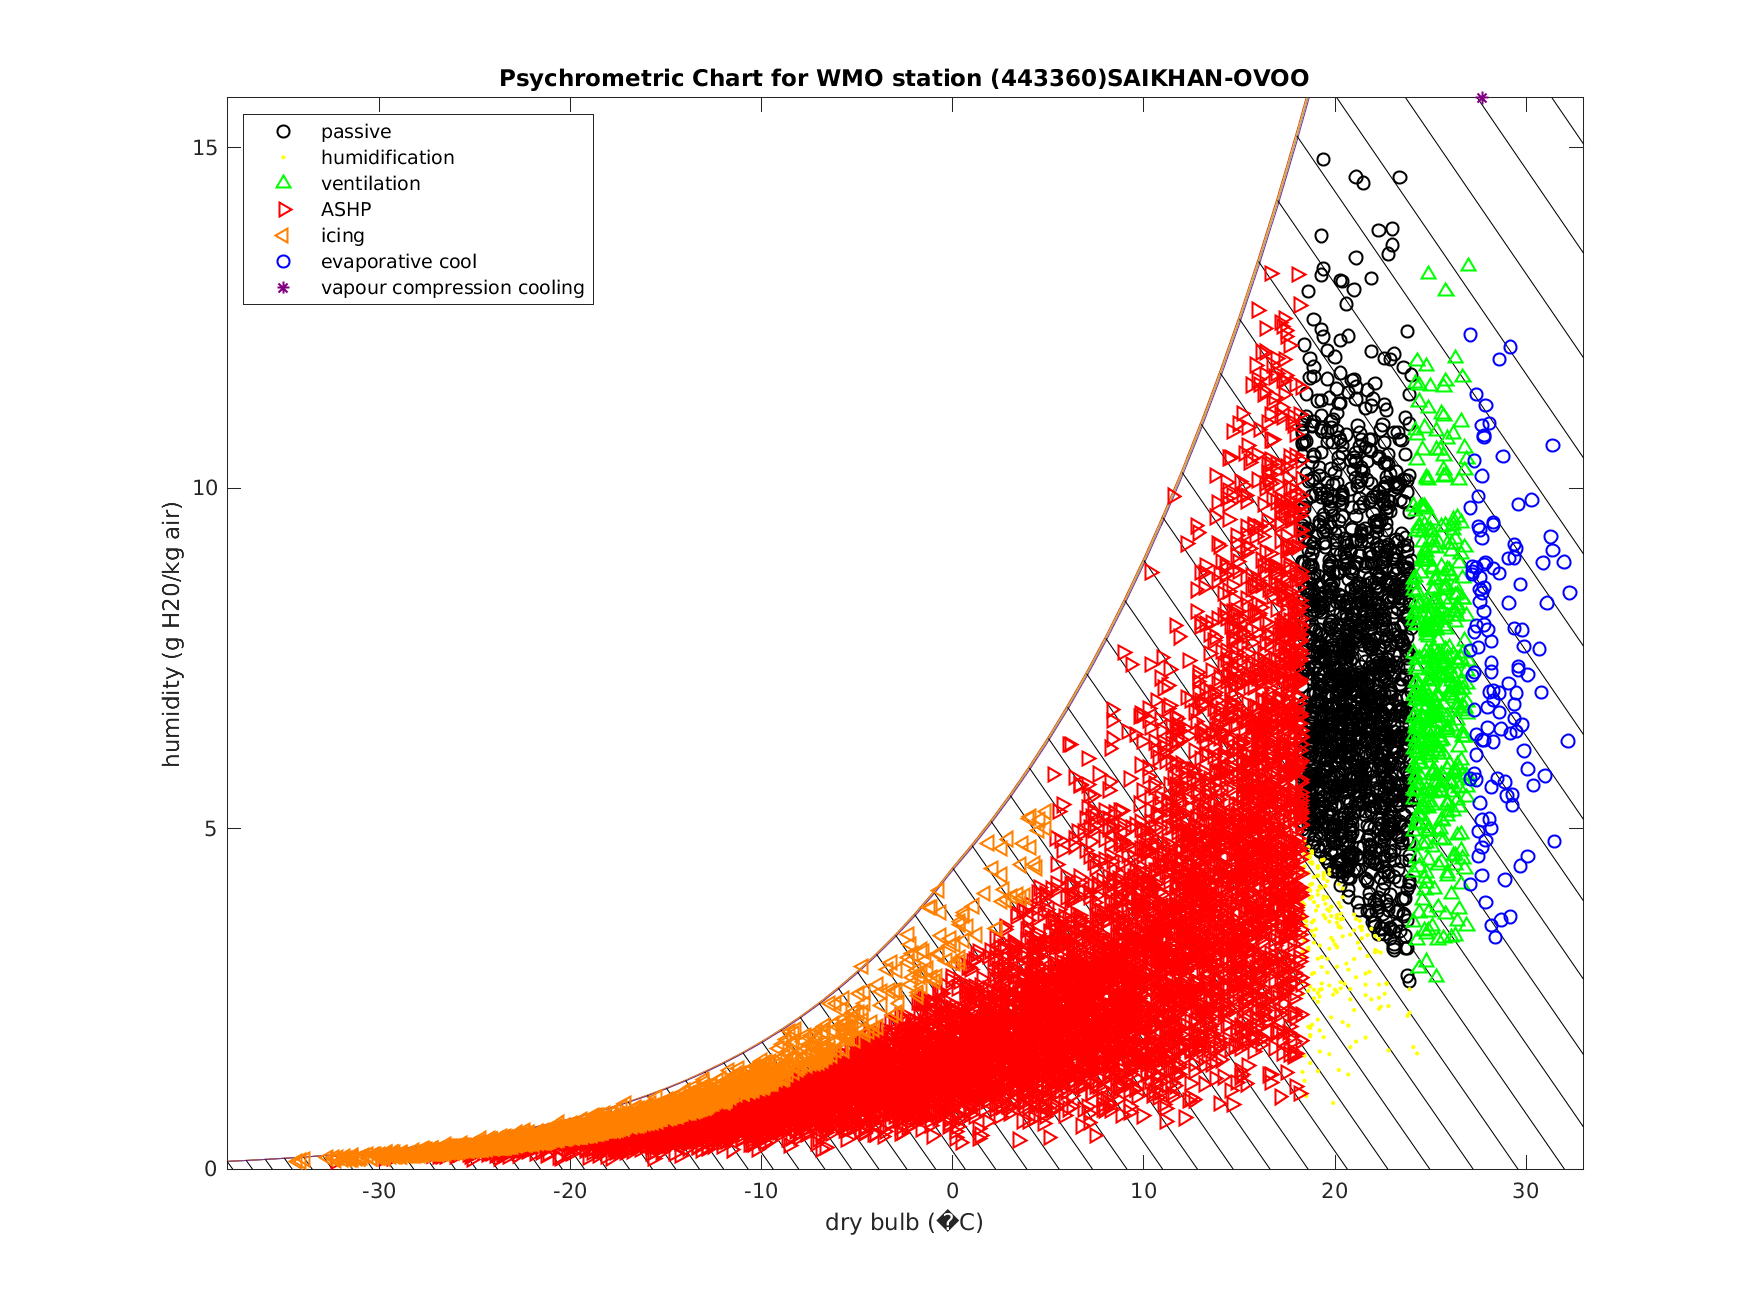 Psychrometric Chart for WMO station (443360)SAIKHAN-OVOO
passive
humidification
ventilation
ASHP
icing
evaporative cool
vapour compression cooling
15
10
5
0
humidity (g H20/kg air)
-30 -20 -10 0 10 20 30
dry bulb (�C)